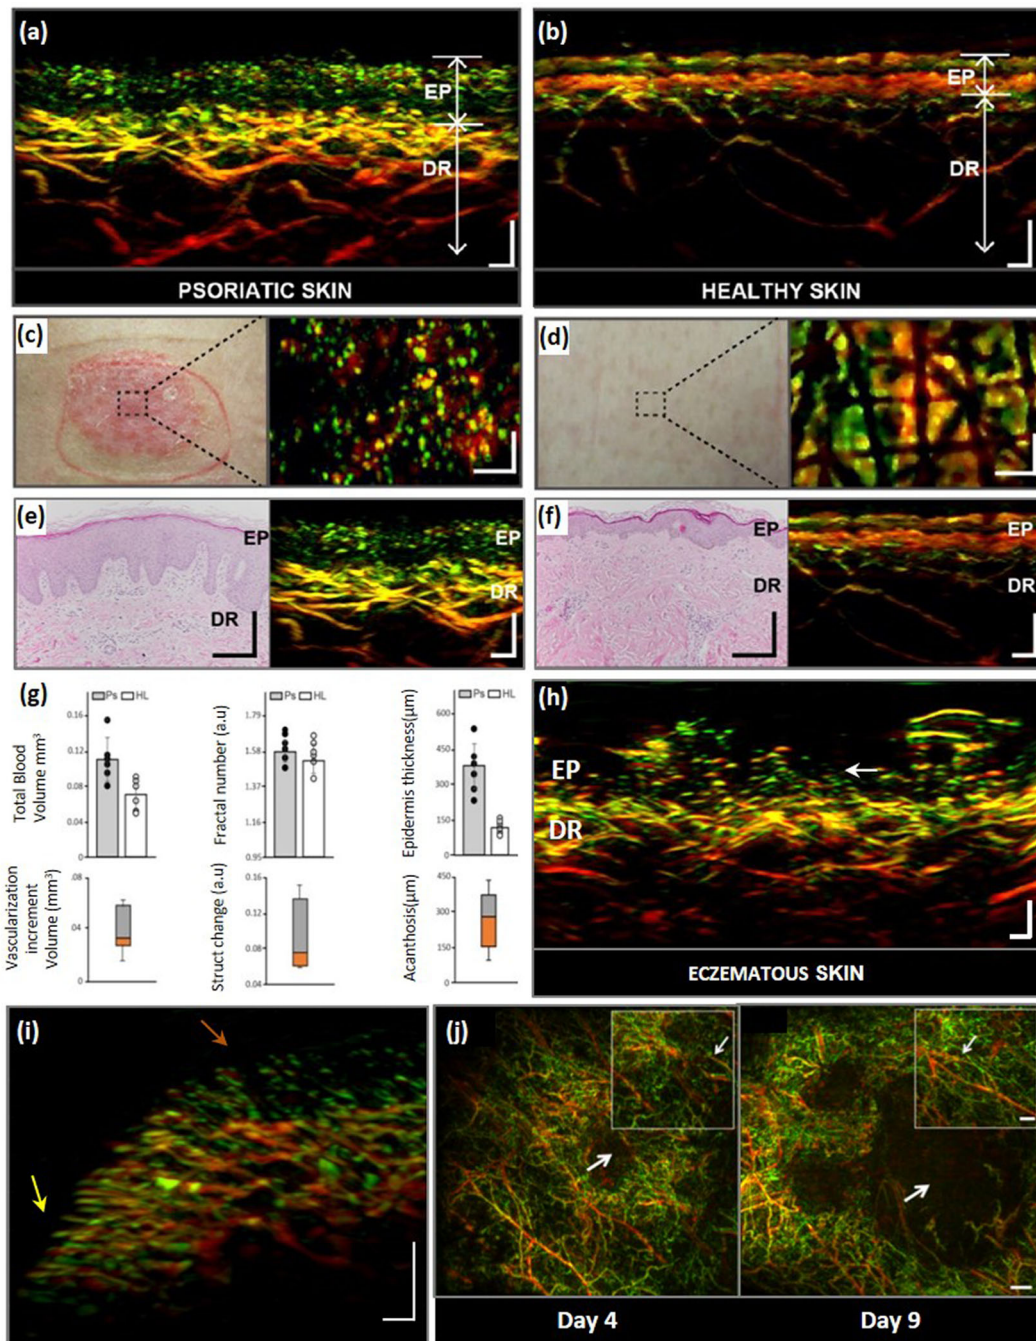 (a)
EP
DR
PSORIATIC SKIN
(b)
EP
DR
HEALTHY SKIN
(c)
(d)
(e)
EP
DR
EP
DR
(f)
EP
DR
EP
DR
(g)
Ps HL
Total Blood
Volume mm³
0.16
0.12
0.08
0.04
0
Ps HL
Fractal number (a.u)
1.79
1.58
1.37
1.16
0.95
Ps HL
Epidermis thickness(µm)
600
450
300
150
0
Vascularization
increment
Volume (mm³)
.08
.04
0
Struct change (a.u)
0.16
0.12
0.08
0.04
Acanthosis(µm)
450
300
150
0
(h)
EP
DR
ECZEMATOUS SKIN
(i)
(j)
Day 4
Day 9